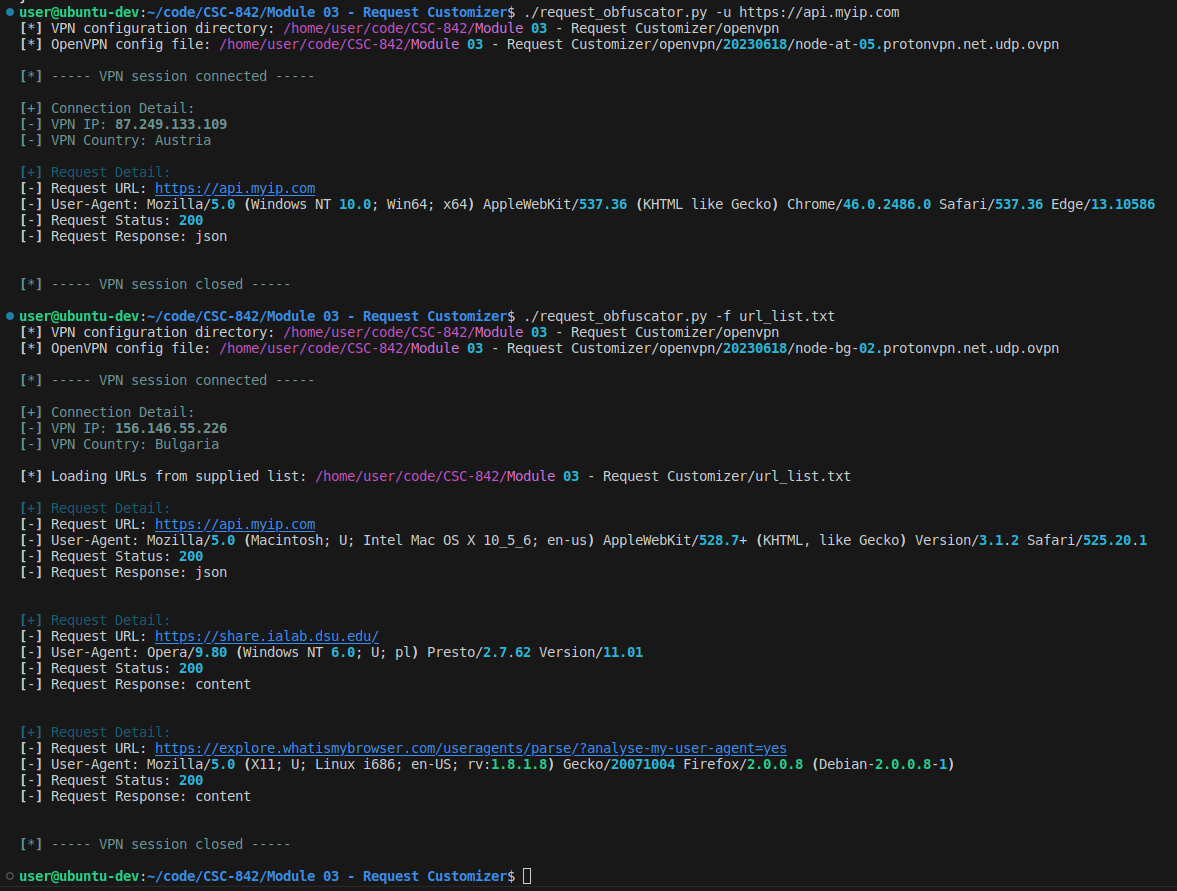 user@ubuntu-dev:~/code/CSC-842/Module 03 - Request Customizer$ ./request_obfuscator.py -u https://api.myip.com
[*] VPN configuration directory: /home/user/code/CSC-842/Module 03 - Request Customizer/openvpn
[*] OpenVPN config file: /home/user/code/CSC-842/Module 03 - Request Customizer/openvpn/20230618/node-at-05.protonvpn.net.udp.ovpn
[*] ----- VPN session connected -----
[+] Connection Detail:
[-] VPN IP: 87.249.133.109
[-] VPN Country: Austria
[+] Request Detail:
[-] Request URL: https://api.myip.com
[-] User-Agent: Mozilla/5.0 (Windows NT 10.0; Win64; x64) AppleWebKit/537.36 (KHTML like Gecko) Chrome/46.0.2486.0 Safari/537.36 Edge/13.10586
[-] Request Status: 200
[-] Request Response: json
[*] ----- VPN session closed -----
user@ubuntu-dev:~/code/CSC-842/Module 03 - Request Customizer$ ./request_obfuscator.py -f url_list.txt
[*] VPN configuration directory: /home/user/code/CSC-842/Module 03 - Request Customizer/openvpn
[*] OpenVPN config file: /home/user/code/CSC-842/Module 03 - Request Customizer/openvpn/20230618/node-bg-02.protonvpn.net.udp.ovpn
[*] ----- VPN session connected -----
[+] Connection Detail:
[-] VPN IP: 156.146.55.226
[-] VPN Country: Bulgaria
[*] Loading URLs from supplied list: /home/user/code/CSC-842/Module 03 - Request Customizer/url_list.txt
[+] Request Detail:
[-] Request URL: https://api.myip.com
[-] User-Agent: Mozilla/5.0 (Macintosh; U; Intel Mac OS X 10_5_6; en-us) AppleWebKit/528.7+ (KHTML, like Gecko) Version/3.1.2 Safari/525.20.1
[-] Request Status: 200
[-] Request Response: json
[+] Request Detail:
[-] Request URL: https://share.ialab.dsu.edu/
[-] User-Agent: Opera/9.80 (Windows NT 6.0; U; pl) Presto/2.7.62 Version/11.01
[-] Request Status: 200
[-] Request Response: content
[+] Request Detail:
[-] Request URL: https://explore.whatismybrowser.com/useragents/parse/?analyse-my-user-agent=yes
[-] User-Agent: Mozilla/5.0 (X11; U; Linux i686; en-US; rv:1.8.1.8) Gecko/20071004 Firefox/2.0.0.8 (Debian-2.0.0.8-1)
[-] Request Status: 200
[-] Request Response: content
[*] ----- VPN session closed -----
user@ubuntu-dev:~/code/CSC-842/Module 03 - Request Customizer$